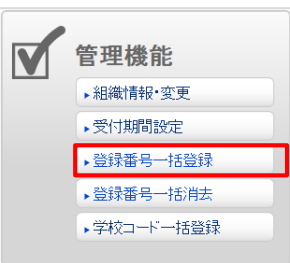 管理機能
組織情報・変更
受付期間設定
登録番号一括登録
登録番号一括消去
学校コード一括登録